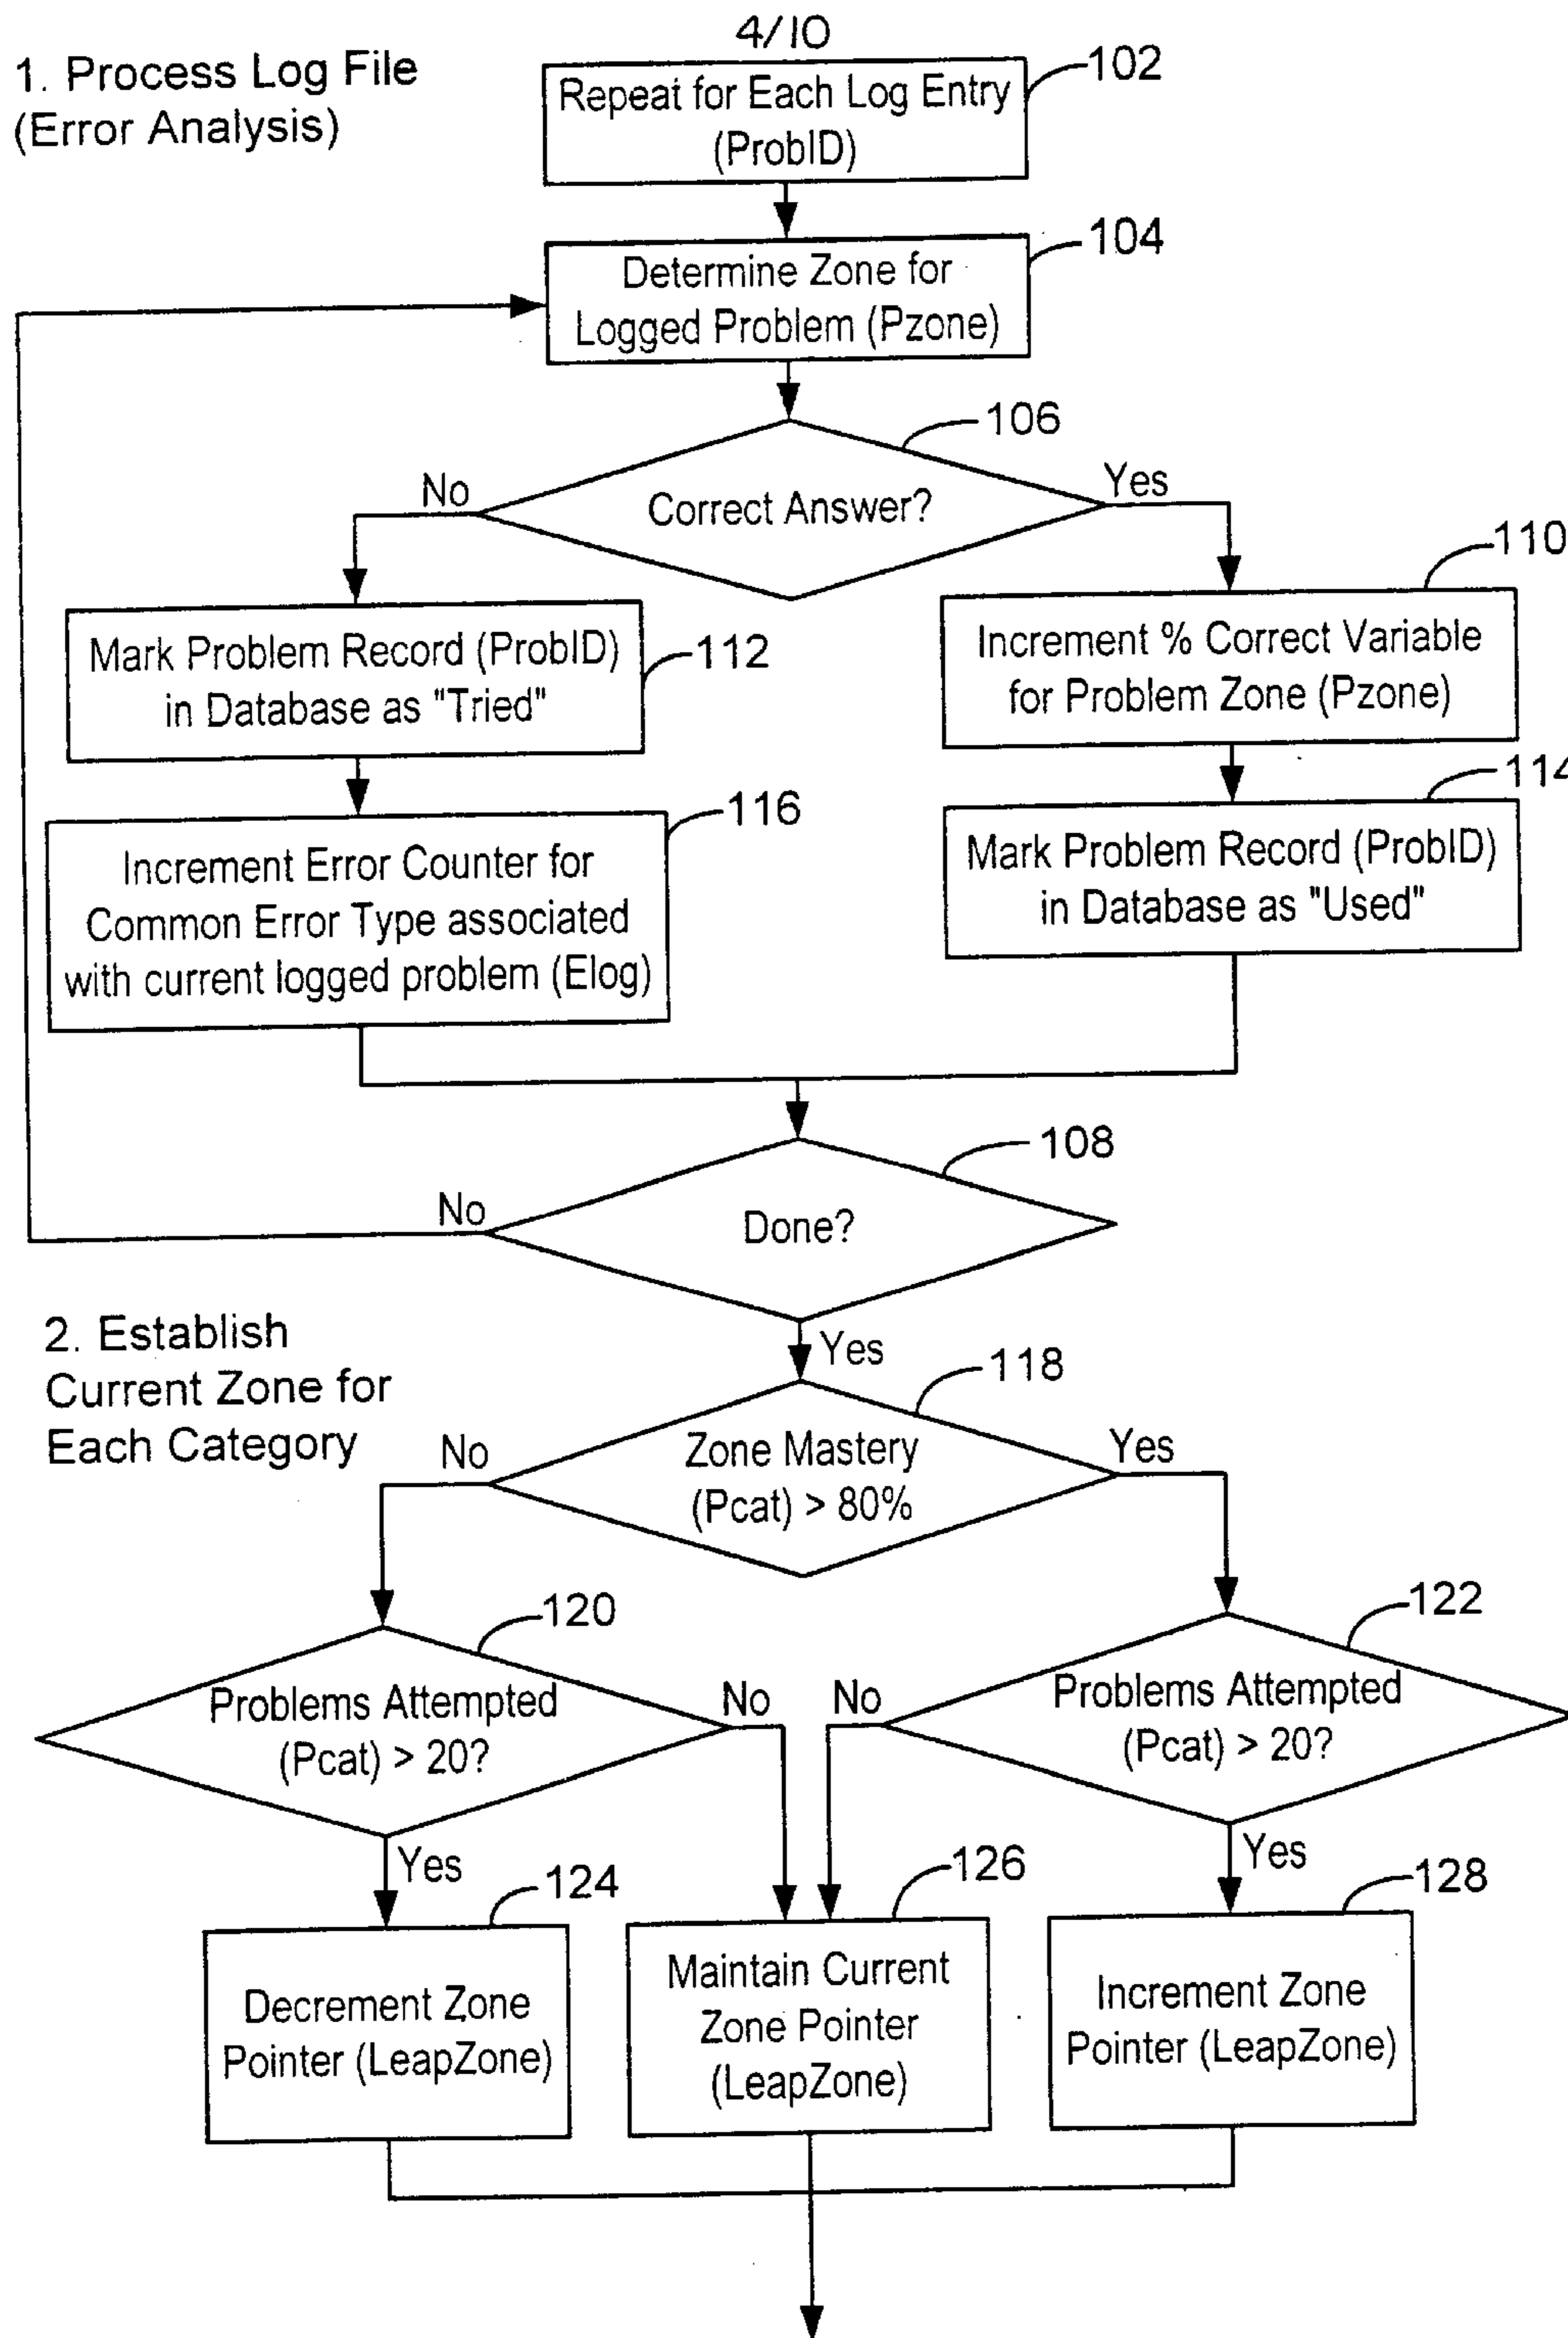 4/10
1. Process Log File
(Error Analysis)
Repeat for Each Log Entry
(ProbID)
102
Determine Zone for
Logged Problem (Pzone)
104
106
Correct Answer?
No
Yes
110
Mark Problem Record (ProbID)
in Database as "Tried"
112
Increment % Correct Variable
for Problem Zone (Pzone)
114
116
Increment Error Counter for
Common Error Type associated
with current logged problem (Elog)
Mark Problem Record (ProbID)
in Database as "Used"
108
Done?
No
Yes
2. Establish
Current Zone for
Each Category
118
Zone Mastery
(Pcat) > 80%
No
Yes
120
Problems Attempted
(Pcat) > 20?
No
122
Problems Attempted
(Pcat) > 20?
No
Yes
Yes
124
Decrement Zone
Pointer (LeapZone)
126
Maintain Current
Zone Pointer
(LeapZone)
128
Increment Zone
Pointer (LeapZone)